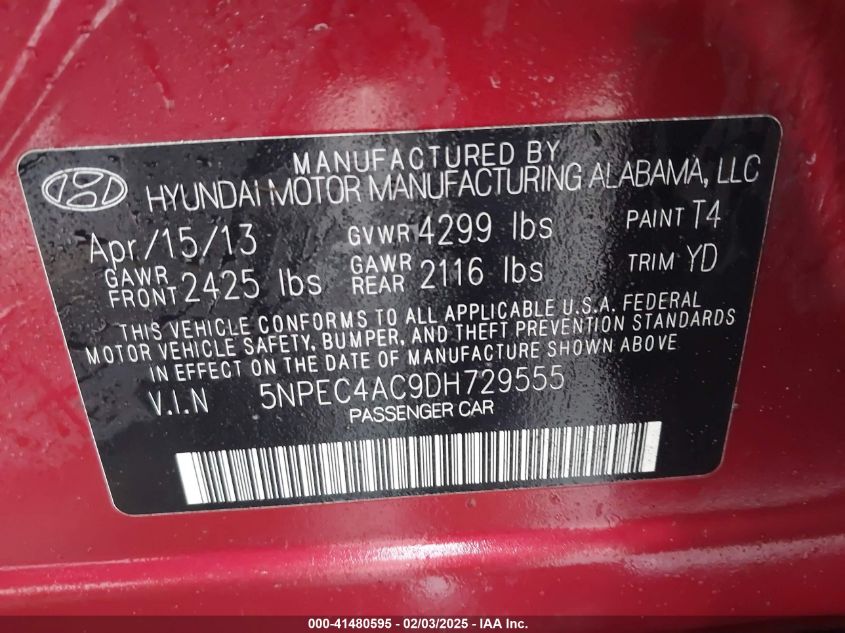 MANUFACTURED BY
HYUNDAI MOTOR MANUFACTURING ALABAMA, LLC
Apr/15/13 GVWR 4299 lbs PAINT T4
GAWR FRONT 2425 lbs GAWR REAR 2116 lbs TRIM YD
THIS VEHICLE CONFORMS TO ALL APPLICABLE U.S.A. FEDERAL
MOTOR VEHICLE SAFETY, BUMPER, AND THEFT PREVENTION STANDARDS
IN EFFECT ON THE DATE OF MANUFACTURE SHOWN ABOVE
V.I.N 5NPEC4AC9DH729555
PASSENGER CAR
000-41480595 - 02/03/2025 - IAA Inc.